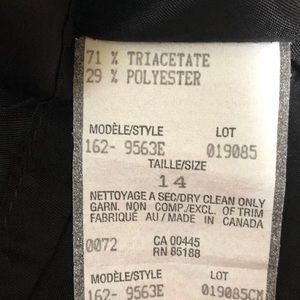 71 % TRIACETATE
29 % POLYESTER
MODÈLE/STYLE LOT
162- 9563E 019085
TAILLE/SIZE
14
NETTOYAGE A SEC/DRY CLEAN ONLY
GARN. NON COMP./EXCL. OF TRIM
FABRIQUÉ AU / MADE IN CANADA
0072 CA 00445
RN 85188
MODÈLE/STYLE LOT
162- 9563E 019085CM